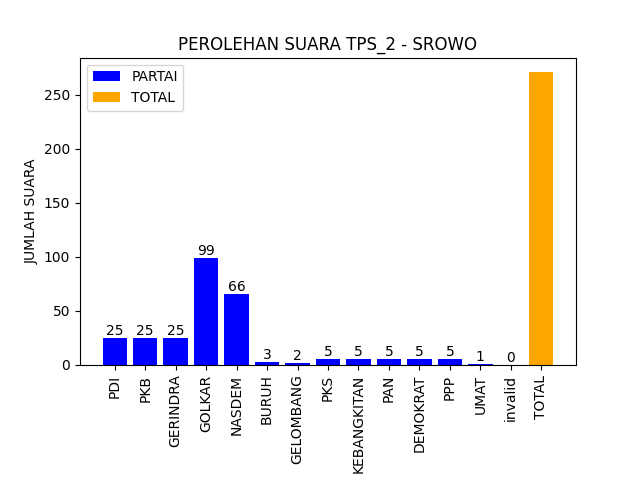 PEROLEHAN SUARA TPS_2 - SROWO
PARTAI
TOTAL
JUMLAH SUARA
250
200
150
100
50
0
25
25
25
99
66
3
2
5
5
5
5
5
1
0
PDI
PKB
GERINDRA
GOLKAR
NASDEM
BURUH
GELOMBANG
PKS
KEBANGKITAN
PAN
DEMOKRAT
PPP
UMAT
invalid
TOTAL